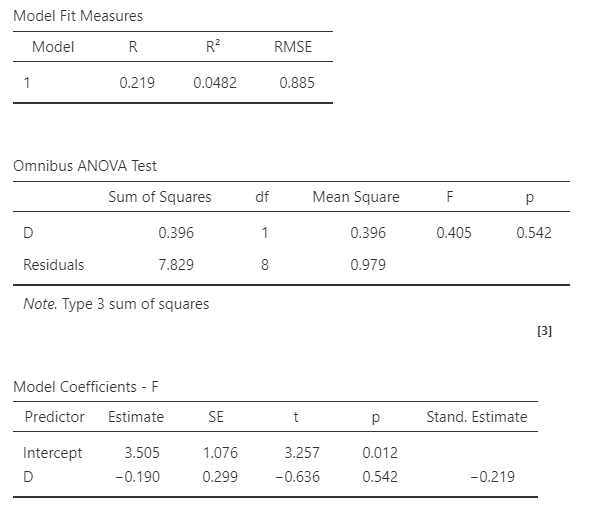 Model Fit Measures
Model R R² RMSE
1 0.219 0.0482 0.885
Omnibus ANOVA Test
Sum of Squares df Mean Square F p
D 0.396 1 0.396 0.405 0.542
Residuals 7.829 8 0.979
Note. Type 3 sum of squares
[3]
Model Coefficients - F
Predictor Estimate SE t p Stand. Estimate
Intercept 3.505 1.076 3.257 0.012
D −0.190 0.299 −0.636 0.542 −0.219